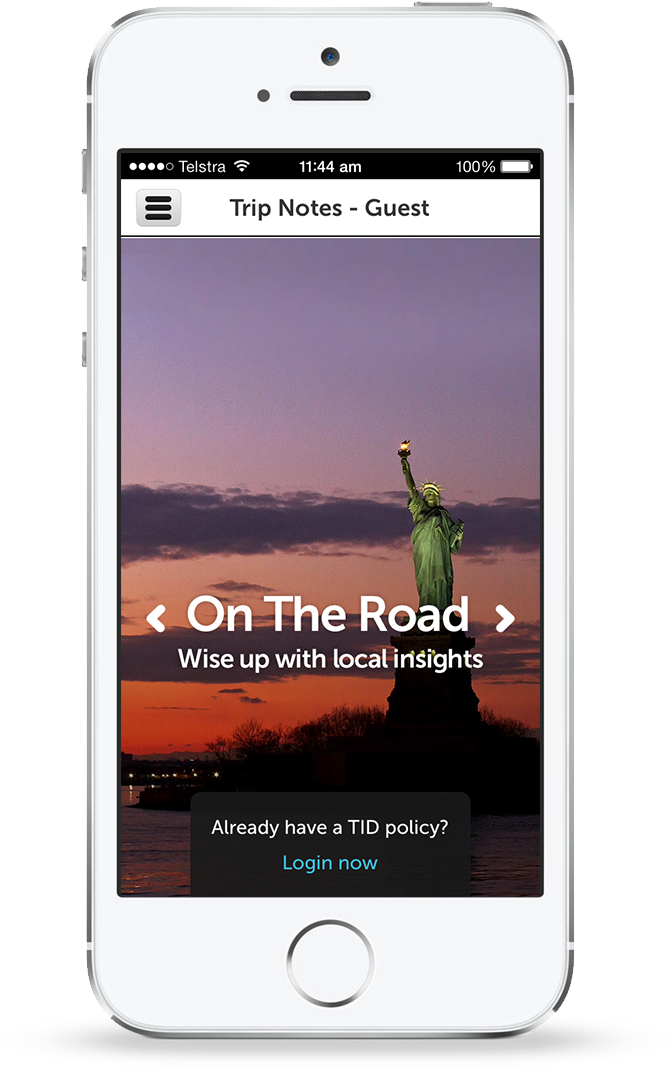 Telstra 11:44 am 100%
Trip Notes - Guest
On The Road
Wise up with local insights
Already have a TID policy?
Login now